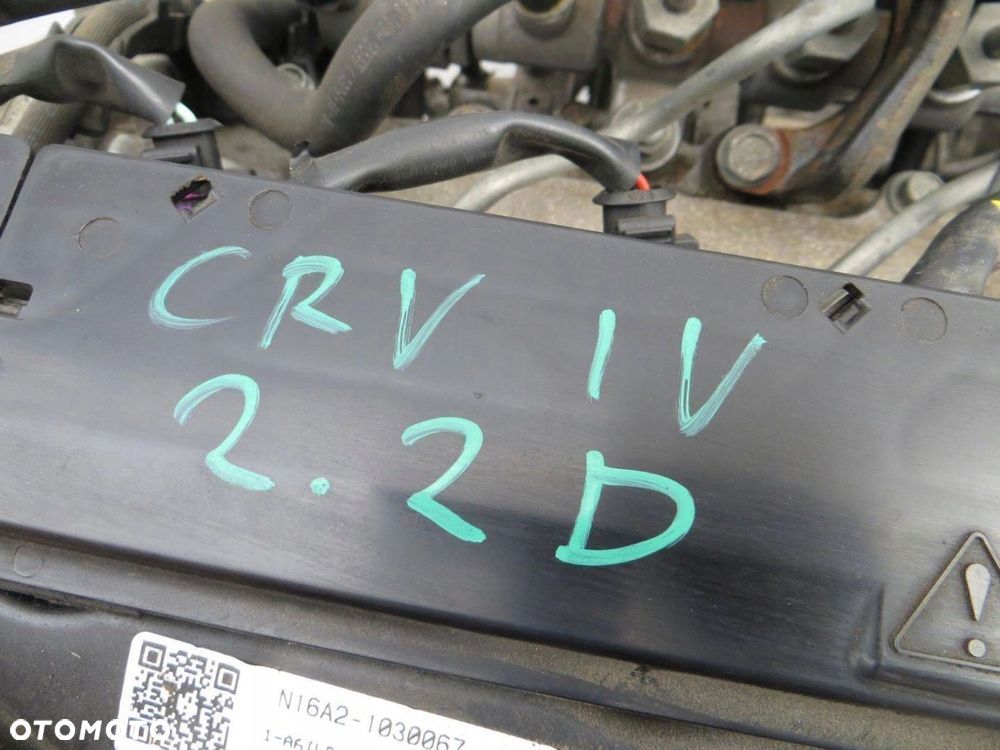 CRV IV
2.2D
N16A2-1030067
OTOMOTO